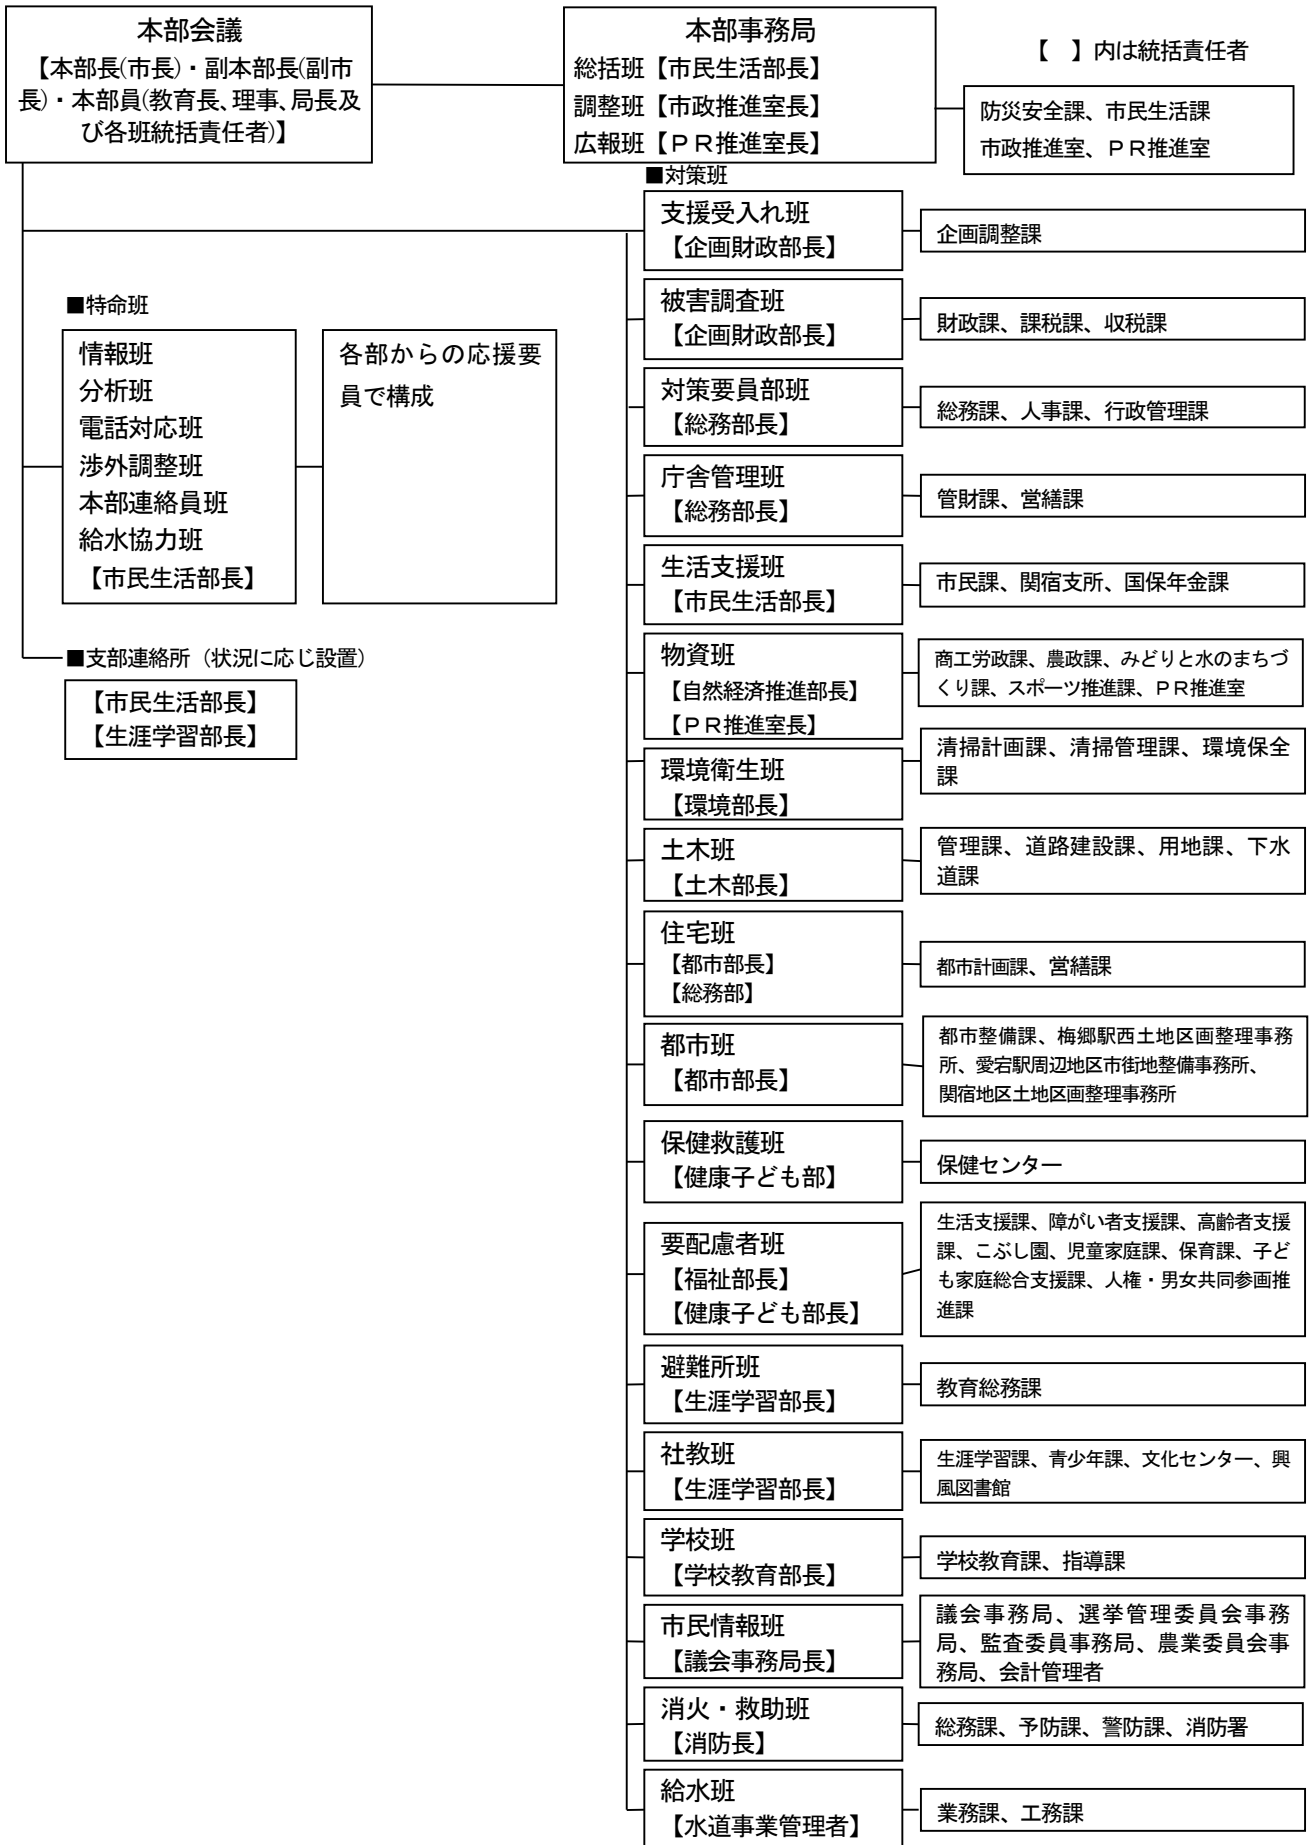 本部会議
【本部長(市長)・副本部長(副市
長)・本部員(教育長、理事、局長及
び各班統括責任者)】
本部事務局
総括班【市民生活部長】
調整班【市政推進室長】
広報班【ＰＲ推進室長】
【　】内は統括責任者
防災安全課、市民生活課
市政推進室、ＰＲ推進室
■特命班
情報班
分析班
電話対応班
渉外調整班
本部連絡員班
給水協力班
【市民生活部長】
各部からの応援要
員で構成
■支部連絡所（状況に応じ設置）
【市民生活部長】
【生涯学習部長】
■対策班
支援受入れ班
【企画財政部長】
企画調整課
被害調査班
【企画財政部長】
財政課、課税課、収税課
対策要員部班
【総務部長】
総務課、人事課、行政管理課
庁舎管理班
【総務部長】
管財課、営繕課
生活支援班
【市民生活部長】
市民課、関宿支所、国保年金課
物資班
【自然経済推進部長】
【ＰＲ推進室長】
商工労政課、農政課、みどりと水のまちづ
くり課、スポーツ推進課、ＰＲ推進室
環境衛生班
【環境部長】
清掃計画課、清掃管理課、環境保全
課
土木班
【土木部長】
管理課、道路建設課、用地課、下水
道課
住宅班
【都市部長】
【総務部】
都市計画課、営繕課
都市班
【都市部長】
都市整備課、梅郷駅西土地区画整理事務
所、愛宕駅周辺地区市街地整備事務所、
関宿地区土地区画整理事務所
保健救護班
【健康子ども部】
保健センター
要配慮者班
【福祉部長】
【健康子ども部長】
生活支援課、障がい者支援課、高齢者支援
課、こぶし園、児童家庭課、保育課、子ど
も家庭総合支援課、人権・男女共同参画推
進課
避難所班
【生涯学習部長】
教育総務課
社教班
【生涯学習部長】
生涯学習課、青少年課、文化センター、興
風図書館
学校班
【学校教育部長】
学校教育課、指導課
市民情報班
【議会事務局長】
議会事務局、選挙管理委員会事務
局、監査委員事務局、農業委員会事
務局、会計管理者
消火・救助班
【消防長】
総務課、予防課、警防課、消防署
給水班
【水道事業管理者】
業務課、工務課